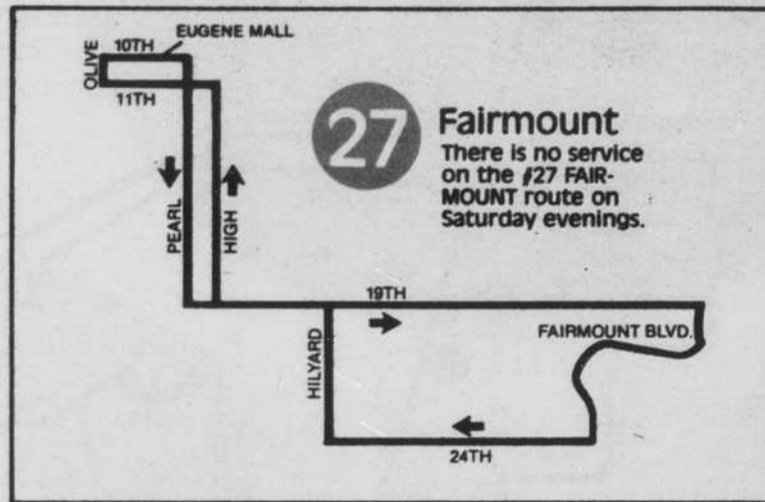 EUGENE MALL
10TH
OLIVE
11TH
27
Fairmount
There is no service
on the #27 FAIR-
MOUNT route on
Saturday evenings.
PEARL
HIGH
19TH
FAIRMOUNT BLVD.
HILYARD
24TH